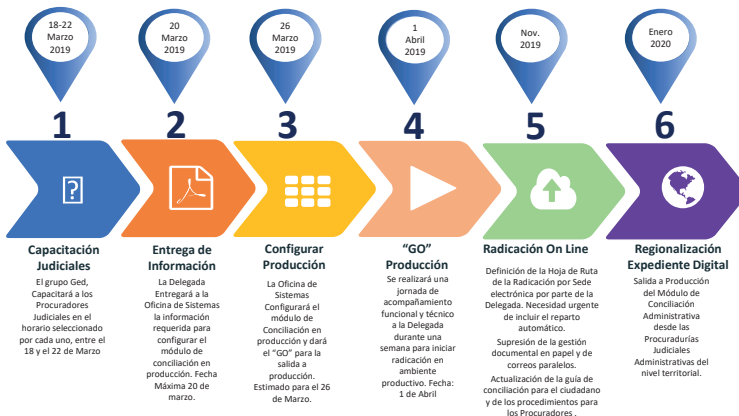 18-22
Marzo
2019
20
Marzo
2019
26
Marzo
2019
1
Abril
2019
Nov.
2019
Enero
2020
1
2
3
4
5
6
Capacitación
Judiciales
El grupo Ged,
Capacitará a los
Procuradores
Judiciales en el
horario seleccionado
por cada uno, entre el
18 y el 22 de Marzo
Entrega de
Información
La Delegada
Entregará a la
Oficina de Sistemas
la información
requerida para
configurar el
módulo de
conciliación en
producción. Fecha
Máxima 20 de
marzo.
Configurar
Producción
La Oficina de
Sistemas
Configurará el
módulo de
Conciliación en
producción y dará
el "GO" para la
salida a
producción.
Estimado para el 26
de Marzo.
“GO”
Producción
Se realizará una
jornada de
acompañamiento
funcional y técnico
a la Delegada
durante una
semana para iniciar
radicación en
ambiente
productivo. Fecha:
1 de Abril
Radicación On Line
Definición de la Hoja de Ruta
de la Radicación por Sede
electrónica por parte de la
Delegada. Necesidad urgente
de incluir el reparto
automático.
Supresión de la gestión
documental en papel y de
correos paralelos.
Actualización de la guía de
conciliación para el ciudadano
y de los procedimientos para
los Procuradores .
Regionalización
Expediente Digital
Salida a Producción
del Módulo de
Conciliación
Administrativa
desde las
Procuradurías
Judiciales
Administrativas del
nivel territorial.